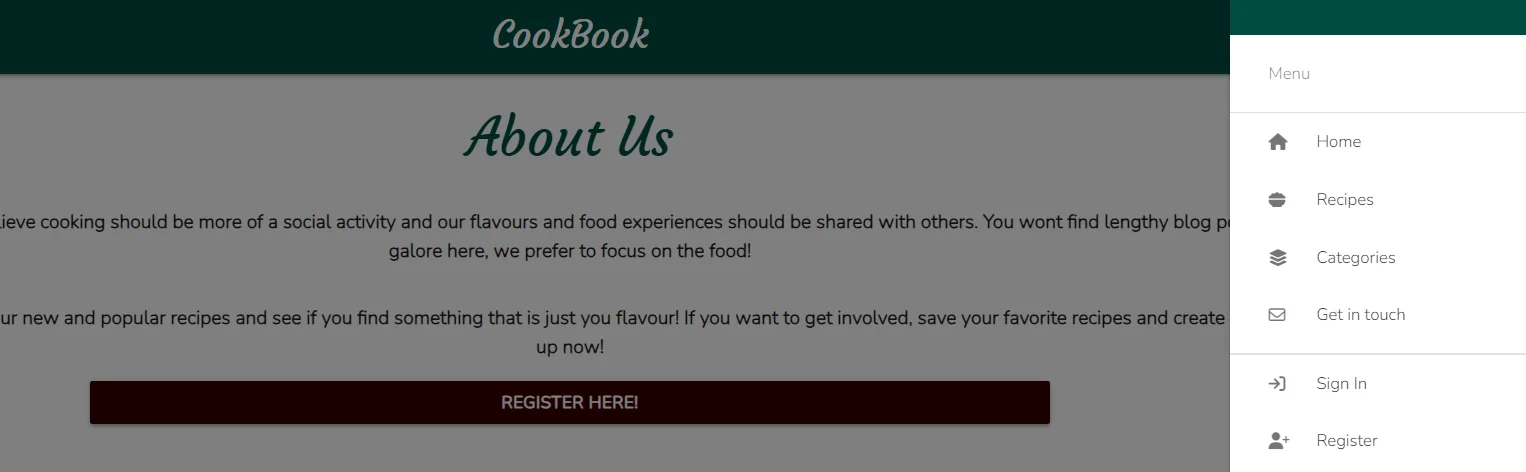 CookBook
About Us
lieve cooking should be more of a social activity and our flavours and food experiences should be shared with others. You wont find lengthy blog
galore here, we prefer to focus on the food!
ur new and popular recipes and see if you find something that is just you flavour! If you want to get involved, save your favorite recipes and create
up now!
REGISTER HERE!
Menu
Home
Recipes
Categories
Get in touch
Sign In
Register